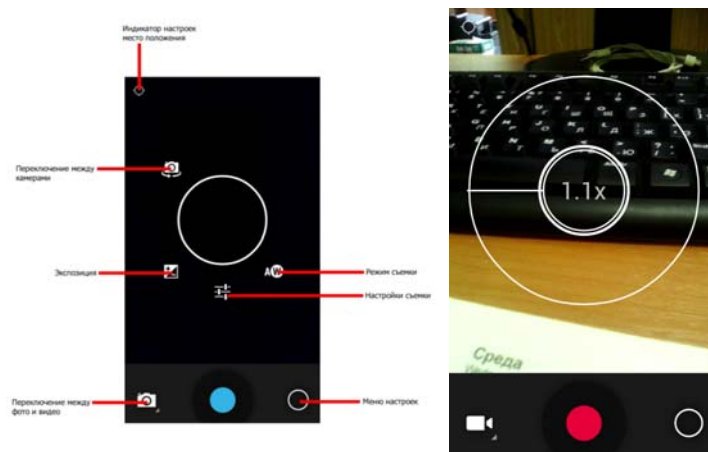 Индикатор настроек
место положения
Переключение между
камерами
Экспозиция
Режим съемки
Настройки съемки
Переключение между
фото и видео
Меню настроек
1.1x
Среда